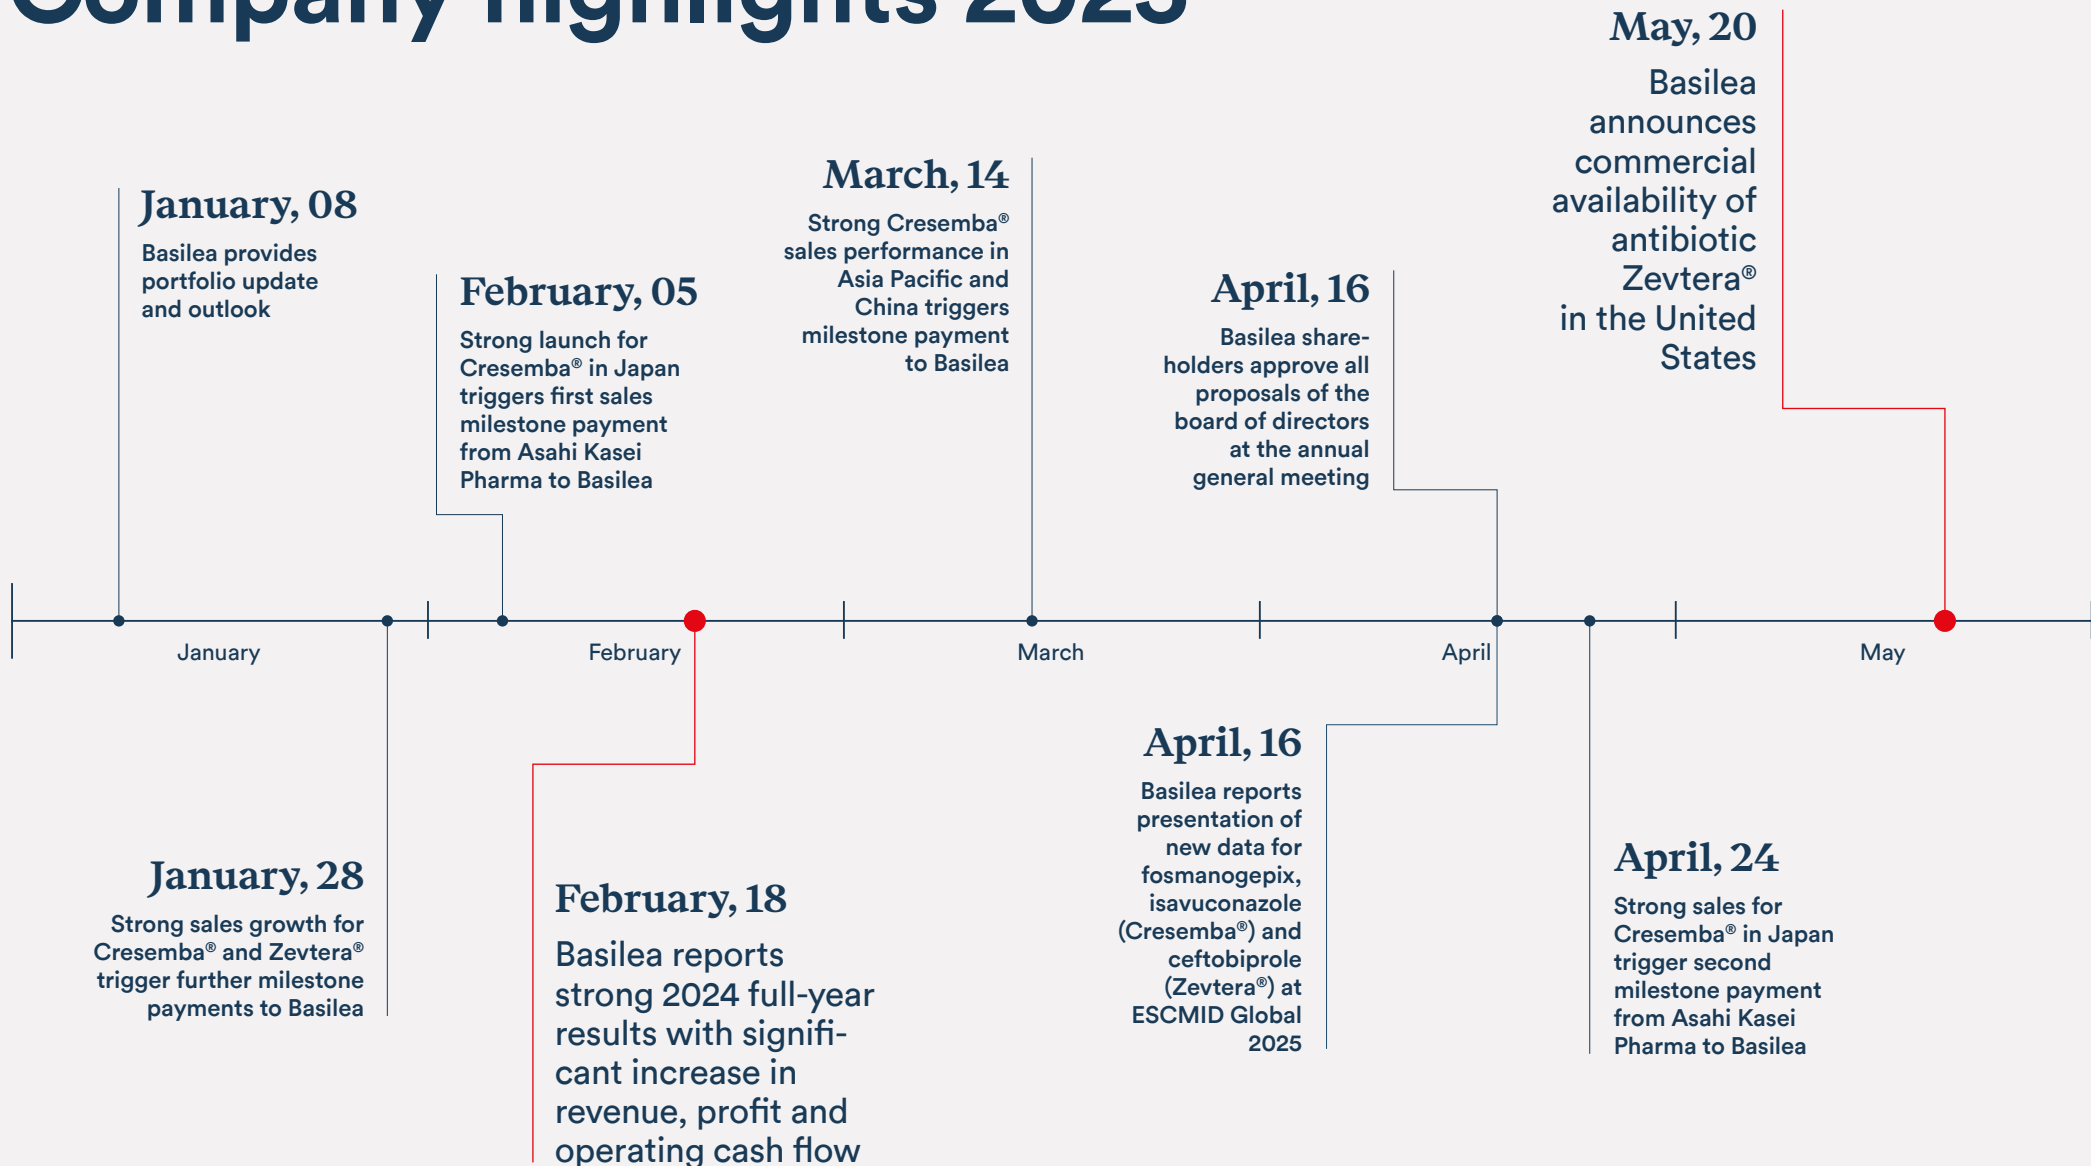 Company highlights 2025
January, 08
Basilea provides
portfolio update
and outlook
February, 05
Strong launch for
Cresemba® in Japan
triggers first sales
milestone payment
from Asahi Kasei
Pharma to Basilea
March, 14
Strong Cresemba®
sales performance in
Asia Pacific and
China triggers
milestone payment
to Basilea
April, 16
Basilea share-
holders approve all
proposals of the
board of directors
at the annual
general meeting
May, 20
Basilea
announces
commercial
availability of
antibiotic
Zevtera®
in the United
States
January
February
March
April
May
January, 28
Strong sales growth for
Cresemba® and Zevtera®
trigger further milestone
payments to Basilea
February, 18
Basilea reports
strong 2024 full-year
results with signifi-
cant increase in
revenue, profit and
operating cash flow
April, 16
Basilea reports
presentation of
new data for
fosmanogepix,
isavuconazole
(Cresemba®) and
ceftobiprole
(Zevtera®) at
ESCMID Global
2025
April, 24
Strong sales for
Cresemba® in Japan
trigger second
milestone payment
from Asahi Kasei
Pharma to Basilea